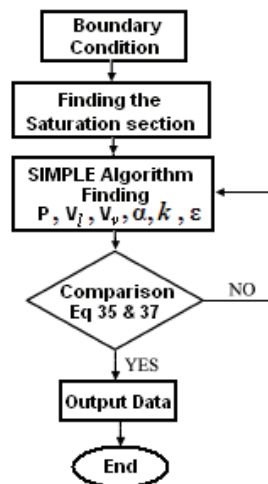 Boundary
Condition
Finding the
Saturation section
SIMPLE Algorithm
Finding
P, V_l, V_v, α, k, ε
Comparison
Eq 35 & 37
NO
YES
Output Data
End